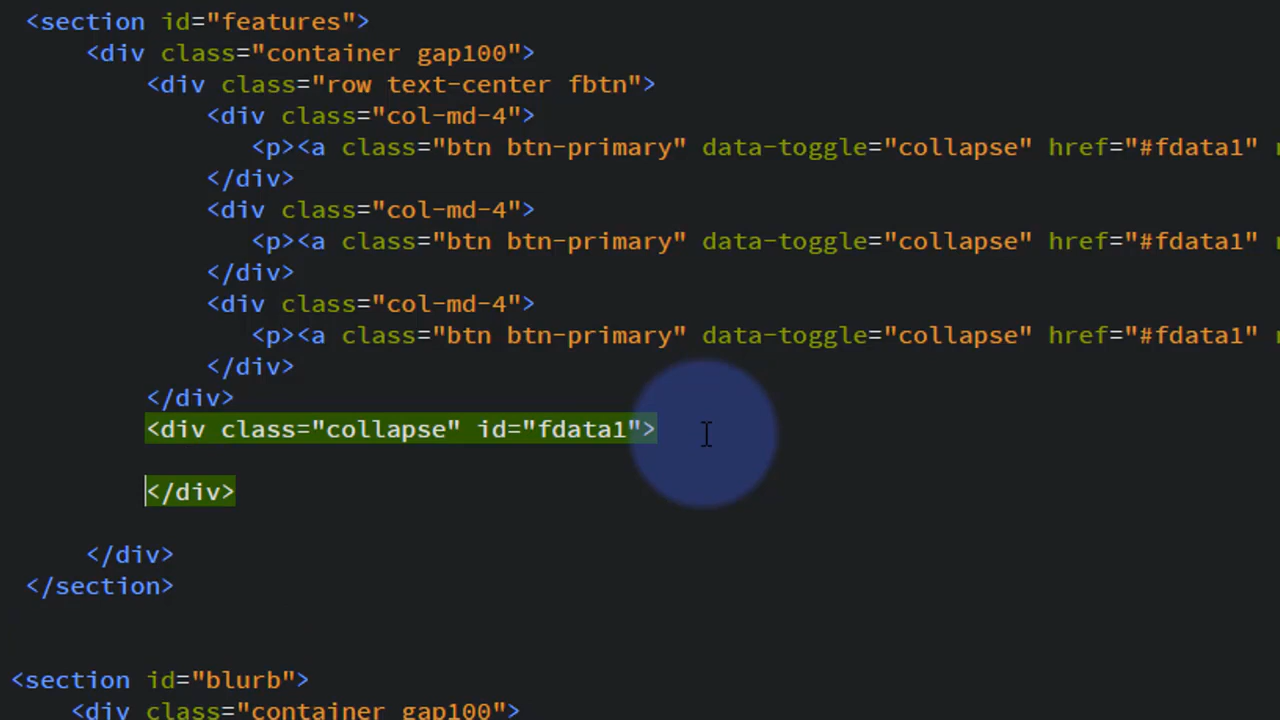 <section id="features">
<div class="container gap100">
<div class="row text-center fbtn">
<div class="col-md-4">
<p><a class="btn btn-primary" data-toggle="collapse" href="#fdata1"
</div>
<div class="col-md-4">
<p><a class="btn btn-primary" data-toggle="collapse" href="#fdata1"
</div>
<div class="col-md-4">
<p><a class="btn btn-primary" data-toggle="collapse" href="#fdata1"
</div>
</div>
<div class="collapse" id="fdata1">
</div>
</div>
</section>
<section id="blurb">
<div class="container gap100">